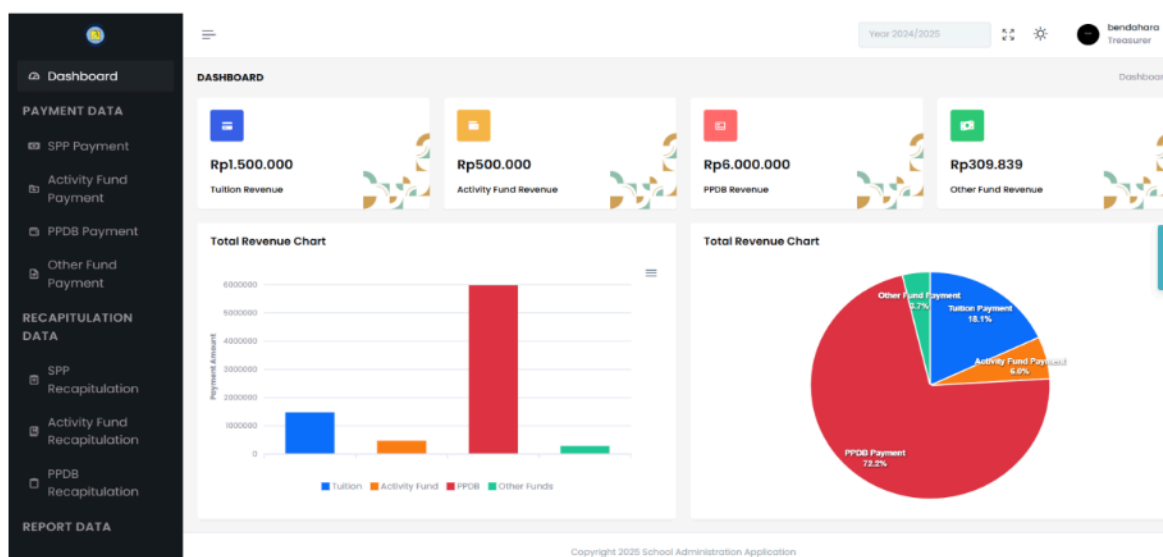 Year 2024/2025
bendahara
Treasurer
Dashboard
PAYMENT DATA
SPP Payment
Activity Fund
Payment
PPDB Payment
Other Fund
Payment
RECAPITULATION
DATA
SPP
Recapitulation
Activity Fund
Recapitulation
PPDB
Recapitulation
REPORT DATA
DASHBOARD
Rp1.500.000
Tuition Revenue
Rp500.000
Activity Fund Revenue
Rp6.000.000
PPDB Revenue
Rp309.839
Other Fund Revenue
Total Revenue Chart
6000000
5000000
4000000
3000000
2000000
1000000
0
Payment Amount
Tuition Activity Fund PPDB Other Funds
Total Revenue Chart
Other Fund Payment
3.7%
Tuition Payment
18.1%
Activity Fund Payment
6.0%
PPDB Payment
72.2%
Copyright 2025 School Administration Application